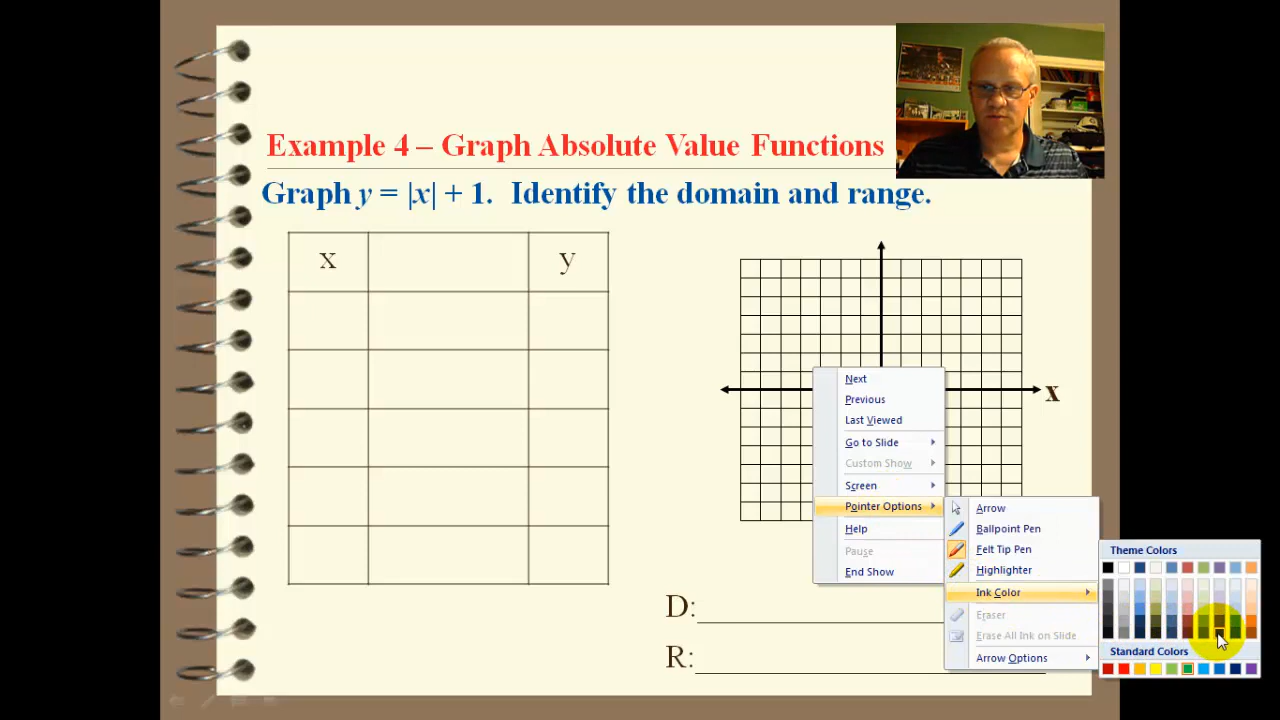 Example 4 – Graph Absolute Value Functions
Graph y = |x| + 1. Identify the domain and range.
x y
x
Next
Previous
Last Viewed
Go to Slide
Custom Show
Screen
Pointer Options
Help
Pause
End Show
Arrow
Ballpoint Pen
Felt Tip Pen
Highlighter
Ink Color
Eraser
Erase All Ink on Slide
Arrow Options
Theme Colors
Standard Colors
D:
R: